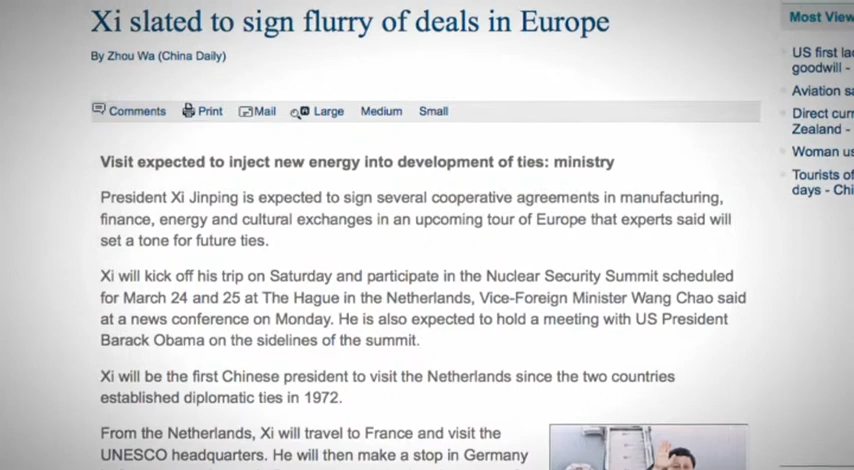 Xi slated to sign flurry of deals in Europe
By Zhou Wa (China Daily)
Comments Print Mail Large Medium Small
Visit expected to inject new energy into development of ties: ministry
President Xi Jinping is expected to sign several cooperative agreements in manufacturing,
finance, energy and cultural exchanges in an upcoming tour of Europe that experts said will
set a tone for future ties.
Xi will kick off his trip on Saturday and participate in the Nuclear Security Summit scheduled
for March 24 and 25 at The Hague in the Netherlands, Vice-Foreign Minister Wang Chao said
at a news conference on Monday. He is also expected to hold a meeting with US President
Barack Obama on the sidelines of the summit.
Xi will be the first Chinese president to visit the Netherlands since the two countries
established diplomatic ties in 1972.
From the Netherlands, Xi will travel to France and visit the
UNESCO headquarters. He will then make a stop in Germany
Most View
US first la
goodwill -
Aviation sa
Direct curr
Zealand -
Woman us
Tourists of
days - Chi